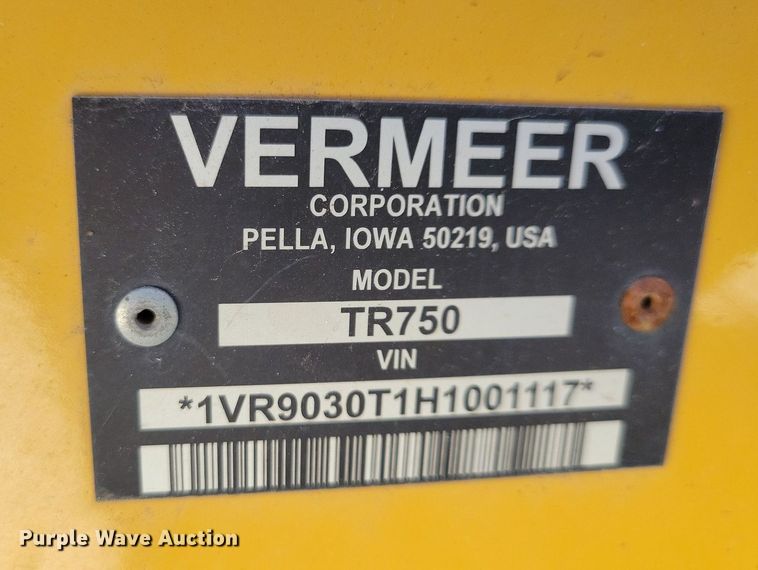 VERMEER
CORPORATION
PELLA, IOWA 50219, USA
MODEL
TR750
VIN
*1VR9030T1H1001117*
Purple Wave Auction